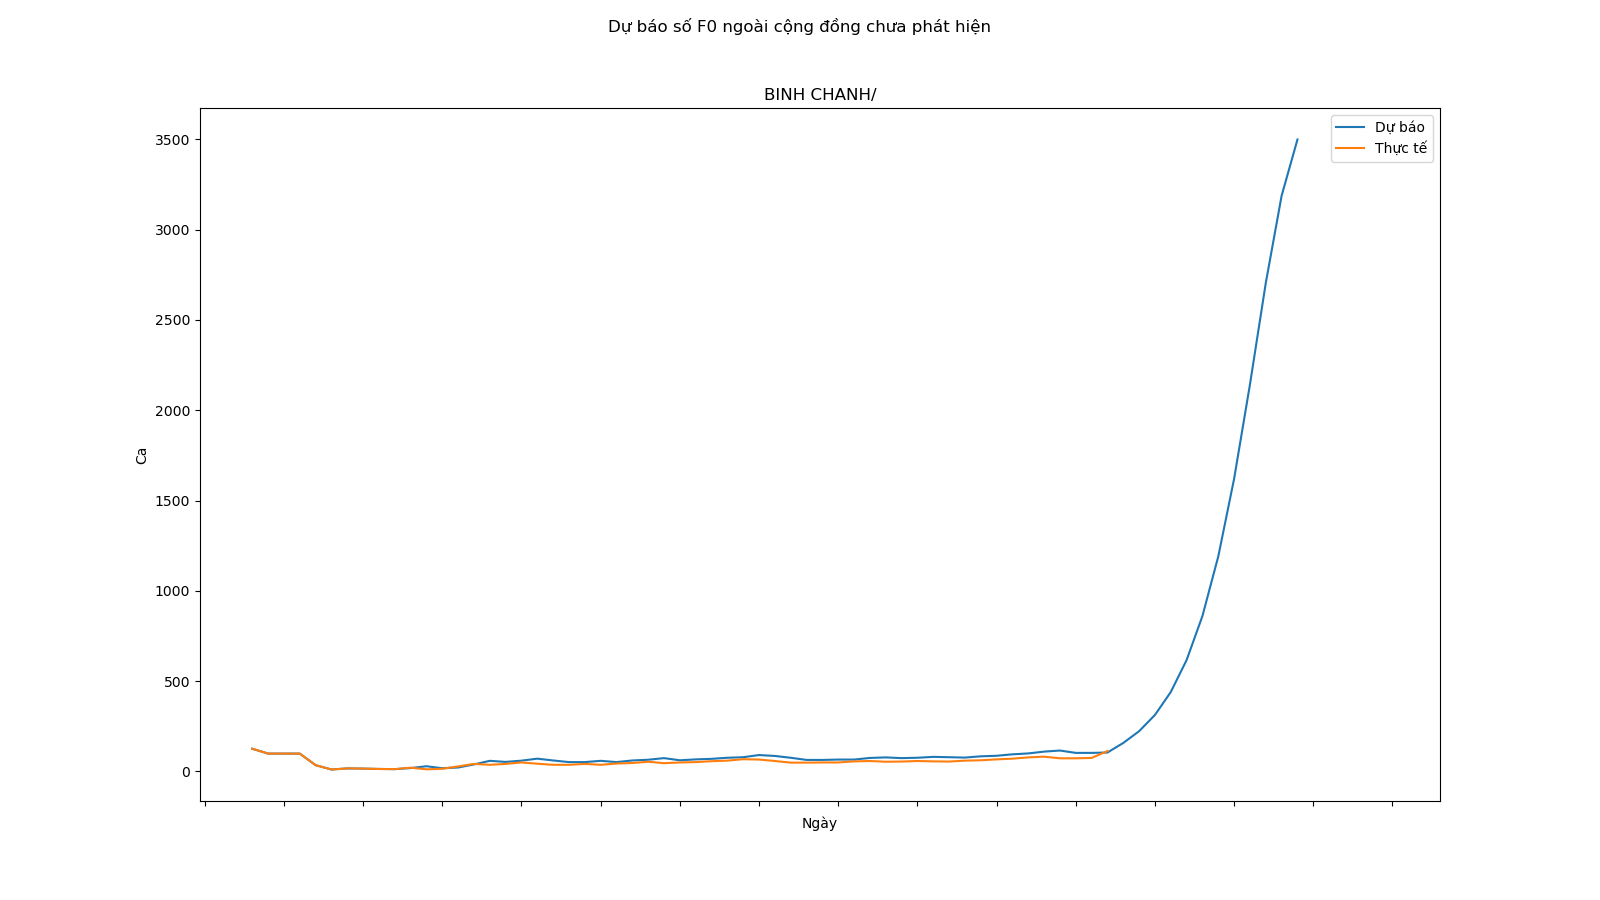 Dự báo số F0 ngoài cộng đồng chưa phát hiện
BINH CHANH/
Dự báo
Thực tế
3500
3000
2500
2000
1500
1000
500
0
Ca
Ngày